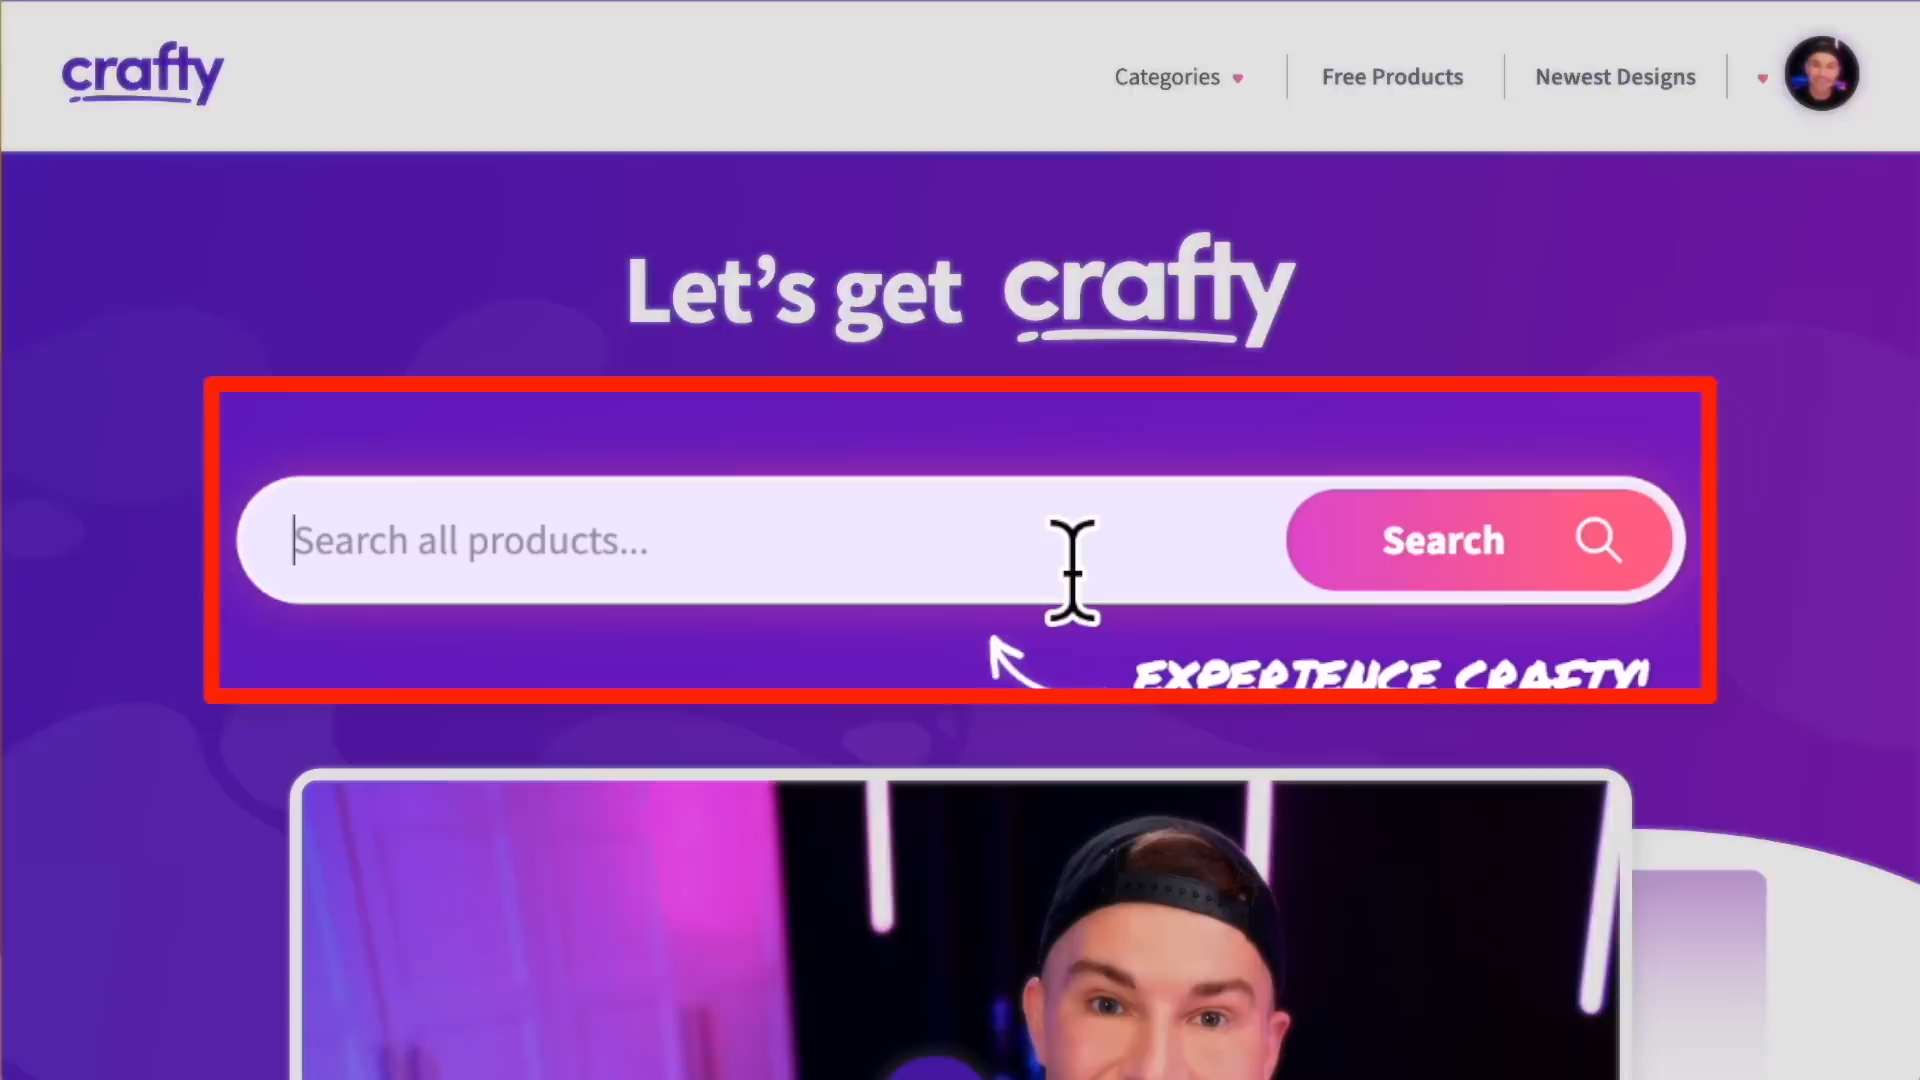 crafty
Categories
Free Products
Newest Designs
Let's get crafty
Search all products...
Search
EXPERIENCE CRAFTY!